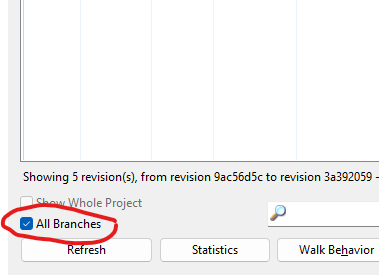 Showing 5 revision(s), from revision 9ac56d5c to revision 3a392059 -
Show Whole Project
All Branches
Refresh
Statistics
Walk Behavior